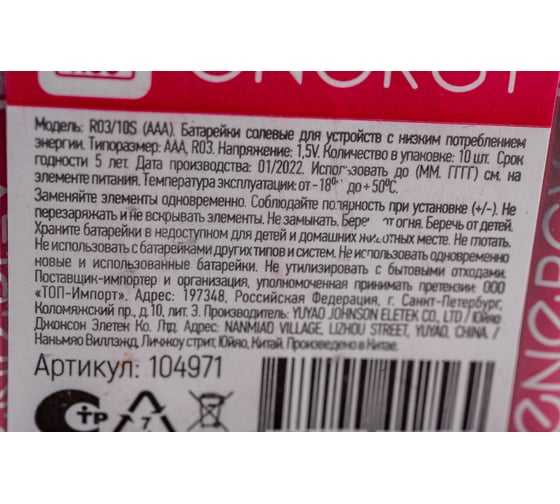 ENERGY
Модель: R03/10S (AAA). Батарейки солевые для устройств с низким потреблением
энергии. Типоразмер: AAA, R03. Напряжение: 1,5V. Количество в упаковке: 10 шт. Срок
годности 5 лет. Дата производства: 01/2022. Использовать до (ММ. ГГГГ) см. на
элементе питания. Температура эксплуатации: от -18° до +50°C.
Заменяйте элементы одновременно. Соблюдайте полярность при установке (+/-). Не
перезаряжать и не вскрывать элементы. Не замыкать. Бере от огня. Беречь от детей.
Храните батарейки в недоступном для детей и домашних животных месте. Не глотать.
Не использовать с батарейками других типов и систем. Не использовать одновременно
новые и использованные батарейки. Не утилизировать с бытовыми отходами.
Поставщик-импортер и организация, уполномоченная принимать претензии: ООО
«ТОП-Импорт». Адрес: 197348, Российская Федерация, г. Санкт-Петербург,
Коломяжский пр., д.10, лит. Э. Производитель: YUYAO JOHNSON ELETEK CO., LTD / Юйяо
Джонсон Элетек Ко. Лтд. Адрес: NANMIAO VILLAGE, LIZHOU STREET, YUYAO, CHINA. /
Наньмяо Виллэянд, Личжоу стрит, Юйяо, Китай. Произведено в Китае.
Артикул: 104971
7
ENERGY